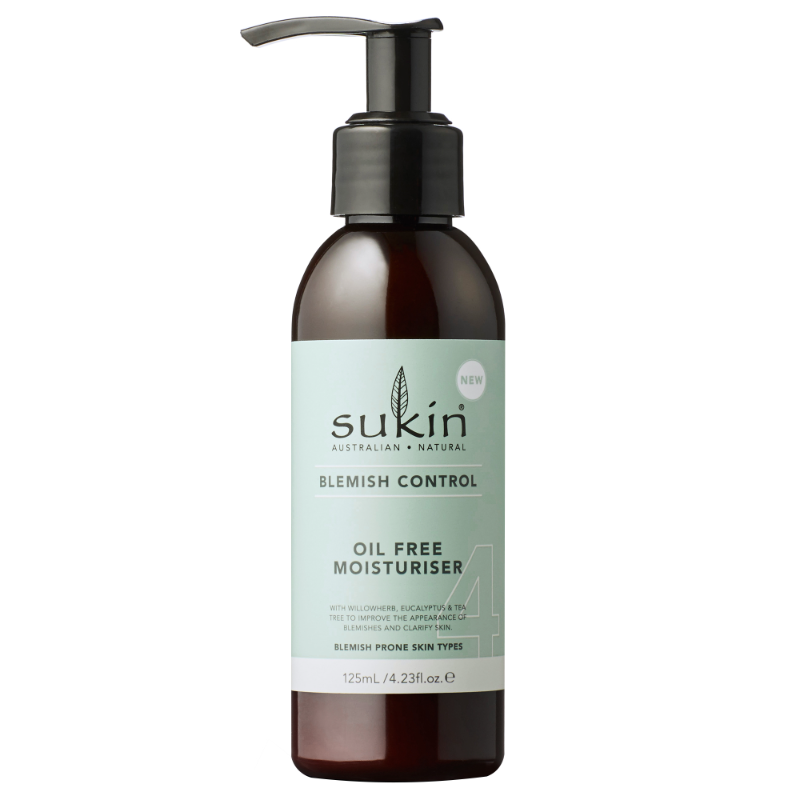 NEW
sukin®
AUSTRALIAN • NATURAL
BLEMISH CONTROL
OIL FREE
MOISTURISER
4
WITH WILLOWHERB, EUCALYPTUS & TEA
TREE TO IMPROVE THE APPEARANCE OF
BLEMISHES AND CLARIFY SKIN.
BLEMISH PRONE SKIN TYPES
125mL /4.23fl.oz.℮